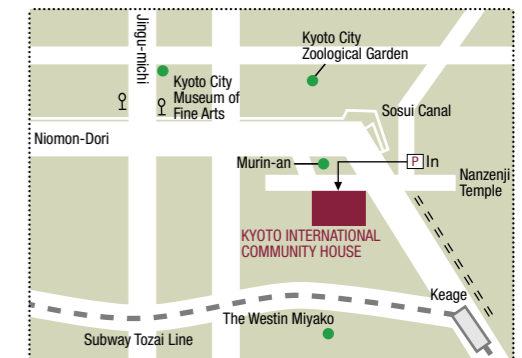 Jingu-michi
Kyoto City
Zoological Garden
Kyoto City
Museum of
Fine Arts
Sosui Canal
Niomon-Dori
Murin-an
P In
Nanzenji
Temple
KYOTO INTERNATIONAL
COMMUNITY HOUSE
Keage
The Westin Miyako
Subway Tozai Line